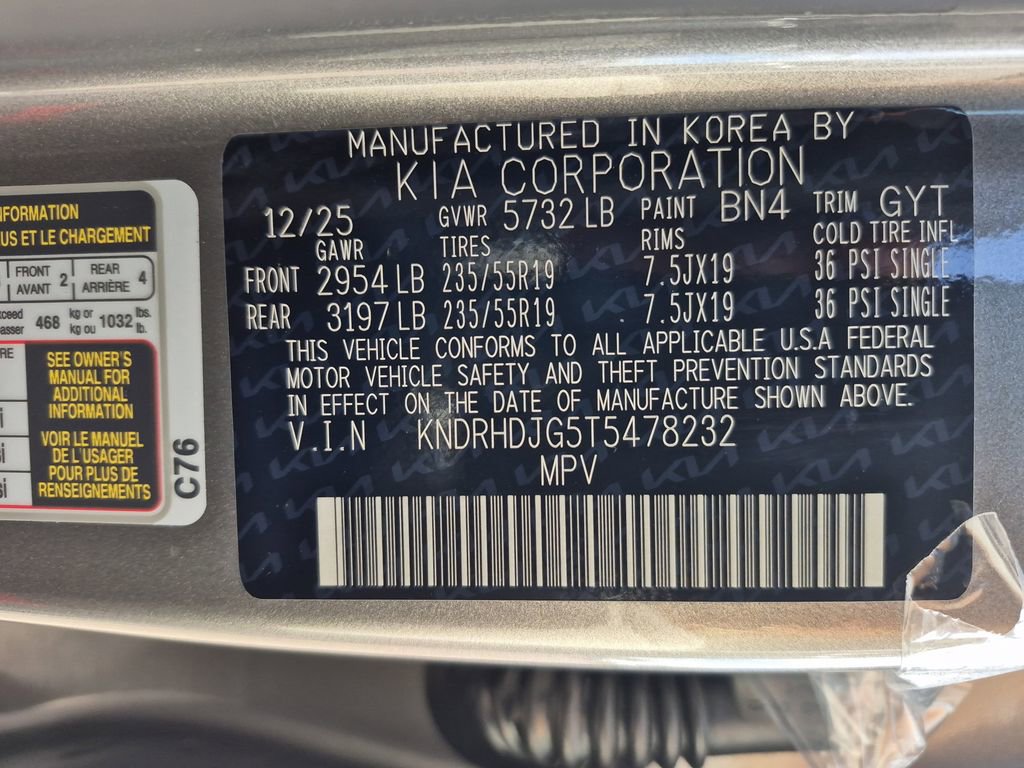 MANUFACTURED IN KOREA BY
KIA CORPORATION
12/25 GVWR 5732 LB PAINT BN4 TRIM GYT
GAWR TIRES RIMS COLD TIRE INFL
FRONT 2954 LB 235/55R19 7.5JX19 36 PSI SINGLE
REAR 3197 LB 235/55R19 7.5JX19 36 PSI SINGLE
THIS VEHICLE CONFORMS TO ALL APPLICABLE U.S.A FEDERAL
MOTOR VEHICLE SAFETY AND THEFT PREVENTION STANDARDS
IN EFFECT ON THE DATE OF MANUFACTURE SHOWN ABOVE.
V.I.N KNDRHDJG5T5478232
MPV
INFORMATION
ET LE CHARGEMENT
FRONT 2 REAR 4
AVANT ARRIÈRE
468 kg or 1032 lbs.
kg ou lb.
SEE OWNER'S
MANUAL FOR
ADDITIONAL
INFORMATION
VOIR LE MANUEL
DE L'USAGER
POUR PLUS DE
RENSEIGNEMENTS
C76